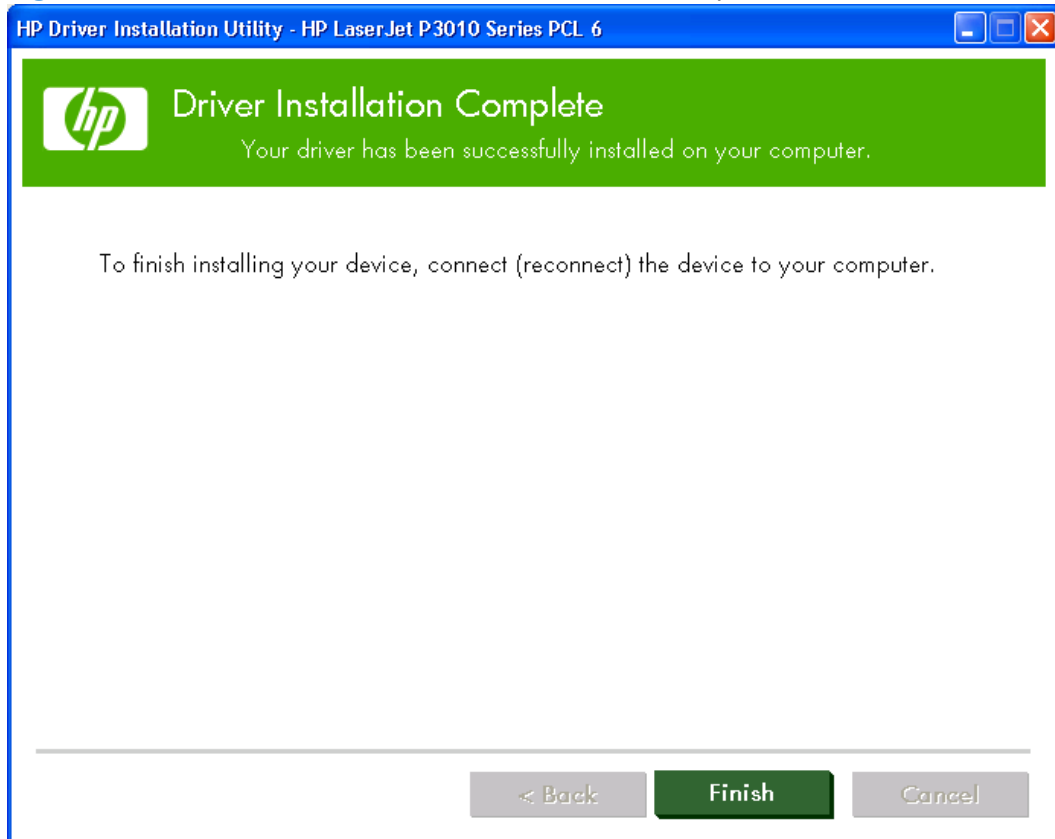 HP Driver Installation Utility - HP LaserJet P3010 Series PCL 6
hp
Driver Installation Complete
Your driver has been successfully installed on your computer.
To finish installing your device, connect (reconnect) the device to your computer.
< Back
Finish
Cancel